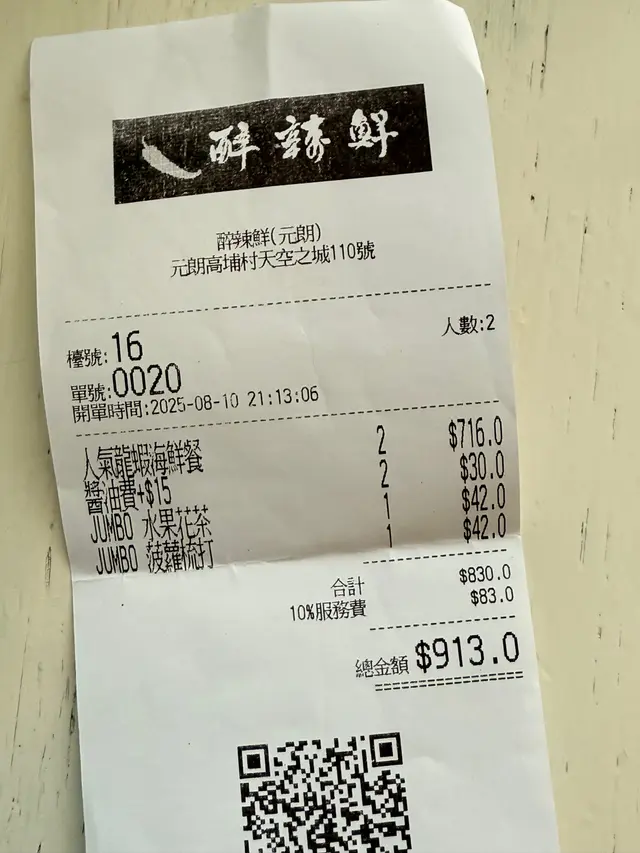 醉辣鮮
醉辣鮮(元朗)
元朗高埔村天空之城110號
人數:2
檯號:16
單號:0020
開單時間:2025-08-10 21:13:06
人氣龍蝦海鮮餐 2 $716.0
醬油費+$15 2 $30.0
JUMBO 水果花茶 1 $42.0
JUMBO 菠蘿梳打 1 $42.0
合計 $830.0
10%服務費 $83.0
總金額 $913.0